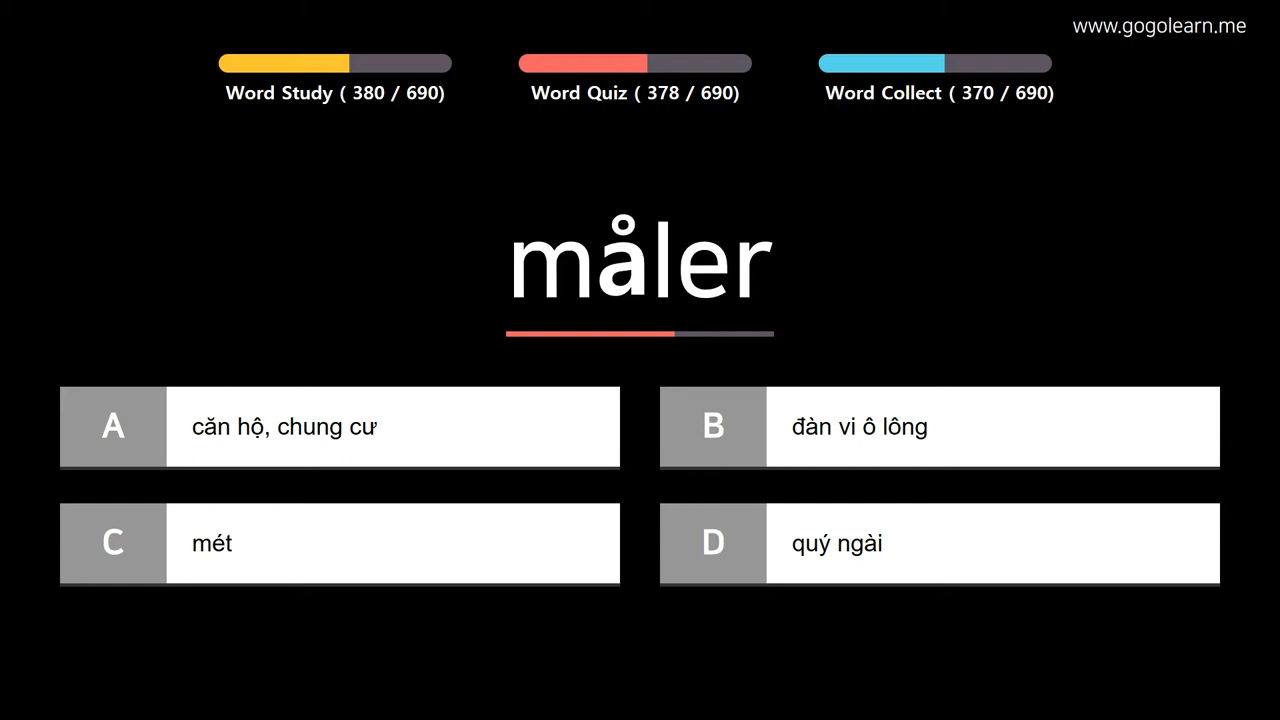 www.gogolearn.me
Word Study ( 380 / 690)
Word Quiz ( 378 / 690)
Word Collect ( 370 / 690)
måler
A căn hộ, chung cư
B đàn vi ô lông
C mét
D quý ngài